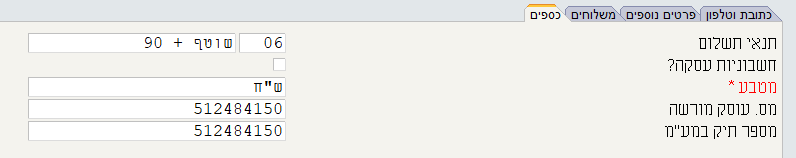 כתובת וטלפון פרטים נוספים משלוחים כספים
תנאי תשלום 06 שוטף + 90
חשבוניות עסקה?
מטבע * ש"ח
מס. עוסק מורשה 512484150
מספר תיק במע"מ 512484150